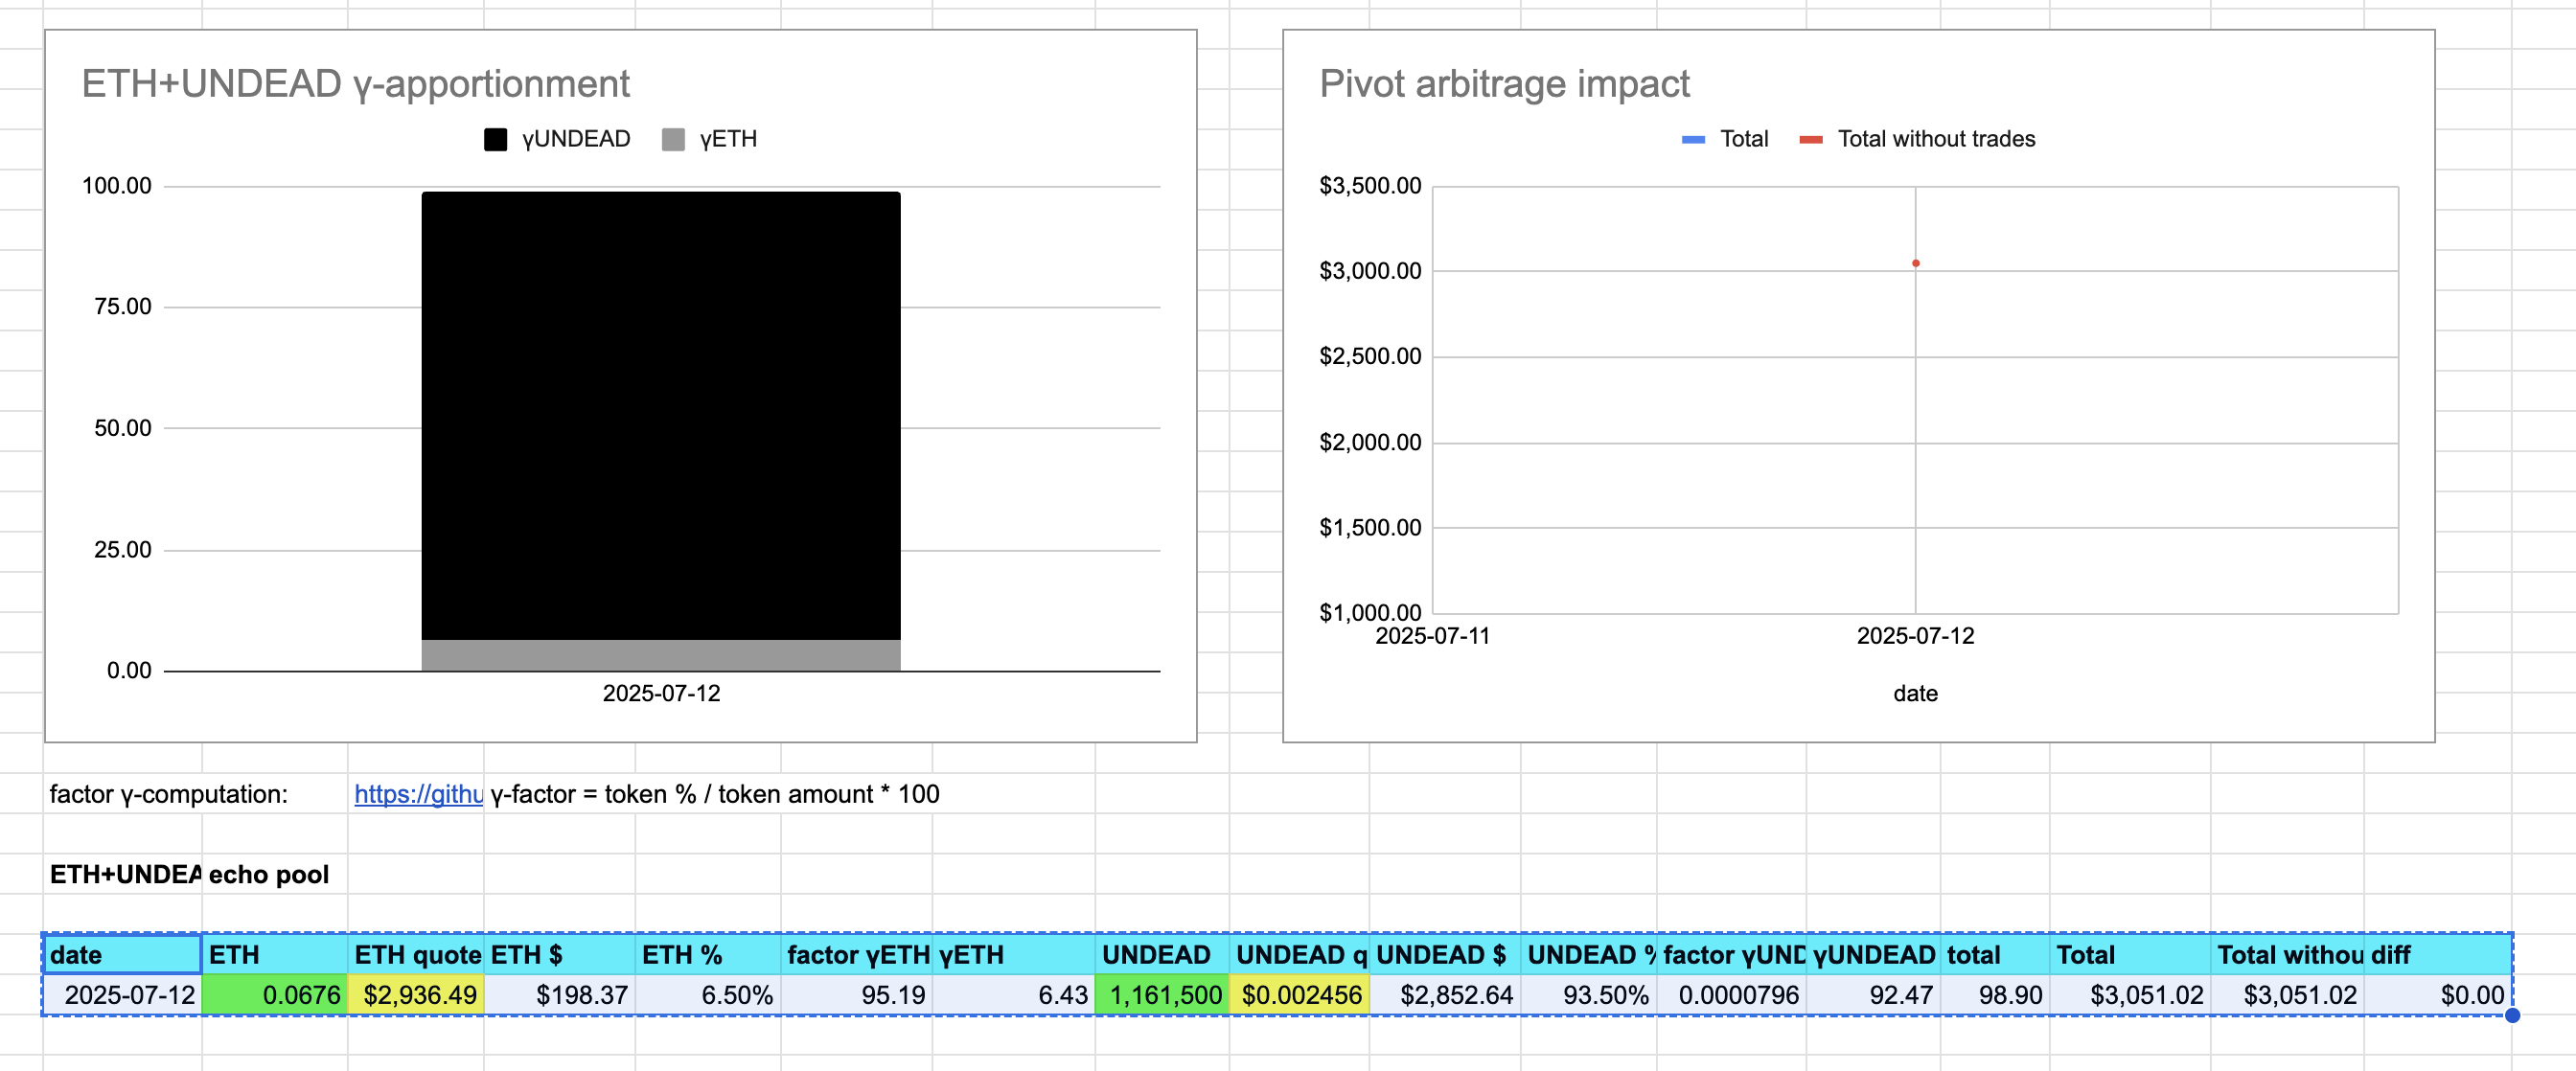 ETH+UNDEAD γ-apportionment
γUNDEAD γETH
100.00
75.00
50.00
25.00
0.00
2025-07-12
Pivot arbitrage impact
Total Total without trades
$3,500.00
$3,000.00
$2,500.00
$2,000.00
$1,500.00
$1,000.00
2025-07-11 2025-07-12
date
factor γ-computation: https://githu γ-factor = token % / token amount * 100
ETH+UNDEA echo pool
date ETH ETH quote ETH $ ETH % factor γETH γETH UNDEAD UNDEAD q UNDEAD $ UNDEAD % factor γUND γUNDEAD total Total Total withou diff
2025-07-12 0.0676 $2,936.49 $198.37 6.50% 95.19 6.43 1,161,500 $0.002456 $2,852.64 93.50% 0.0000796 92.47 98.90 $3,051.02 $3,051.02 $0.00